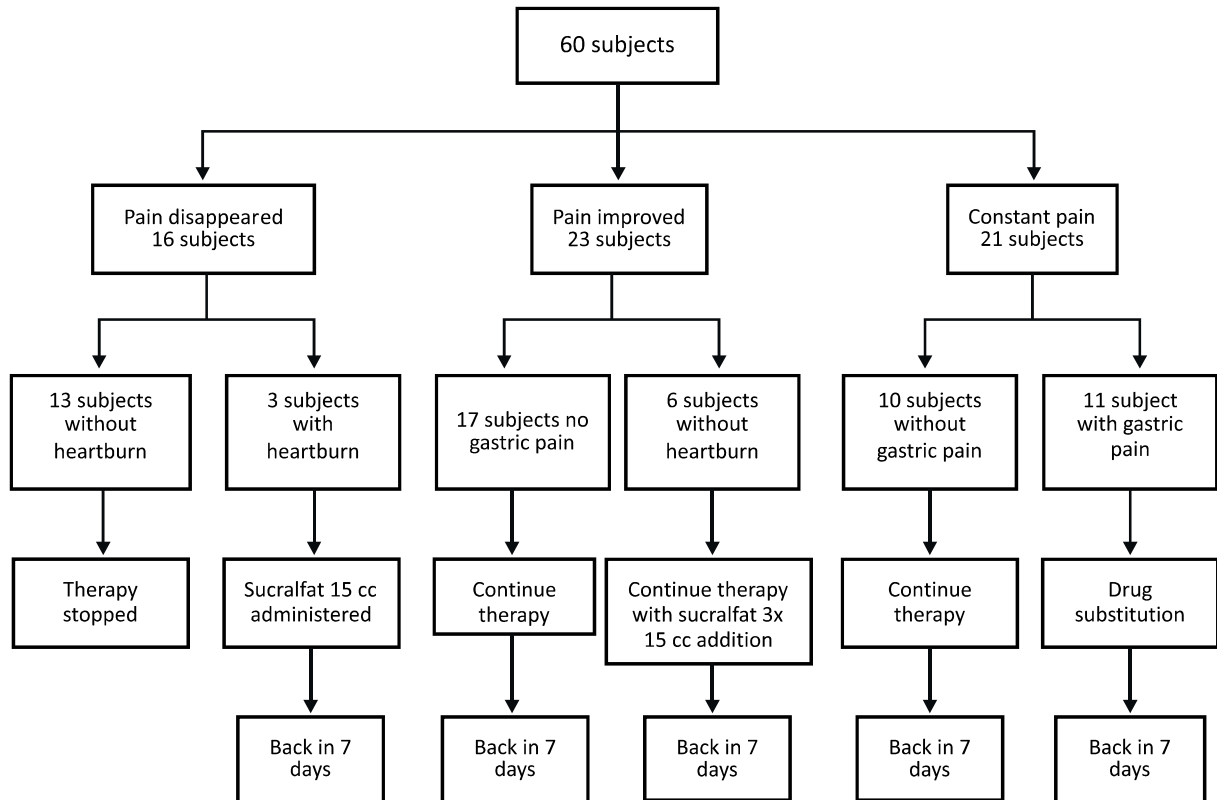 60 subjects
Pain disappeared
16 subjects
Pain improved
23 subjects
Constant pain
21 subjects
13 subjects
without
heartburn
3 subjects
with
heartburn
17 subjects no
gastric pain
6 subjects
without
heartburn
10 subjects
without
gastric pain
11 subject
with gastric
pain
Therapy
stopped
Sucralfat 15 cc
administered
Continue
therapy
Continue therapy
with sucralfat 3x
15 cc addition
Continue
therapy
Drug
substitution
Back in 7
days
Back in 7
days
Back in 7
days
Back in 7
days
Back in 7
days